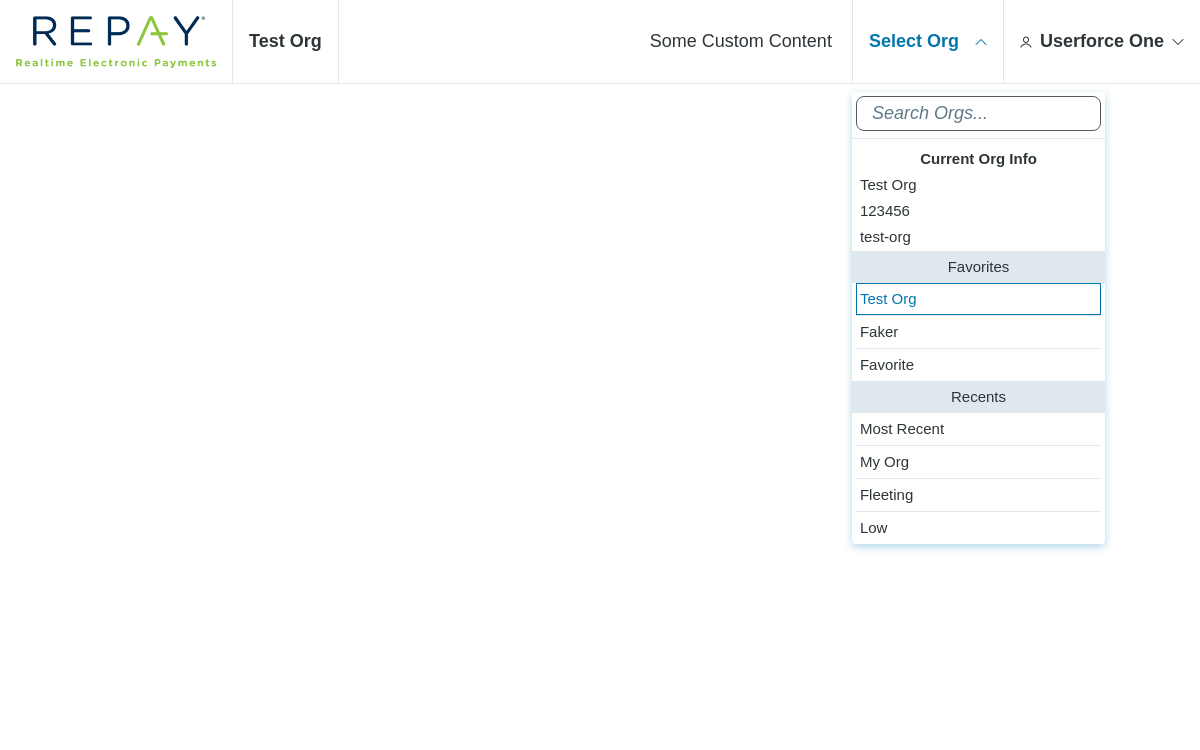 REPAY®
Realtime Electronic Payments
Test Org
Some Custom Content
Select Org
Userforce One
Search Orgs...
Current Org Info
Test Org
123456
test-org
Favorites
Test Org
Faker
Favorite
Recents
Most Recent
My Org
Fleeting
Low